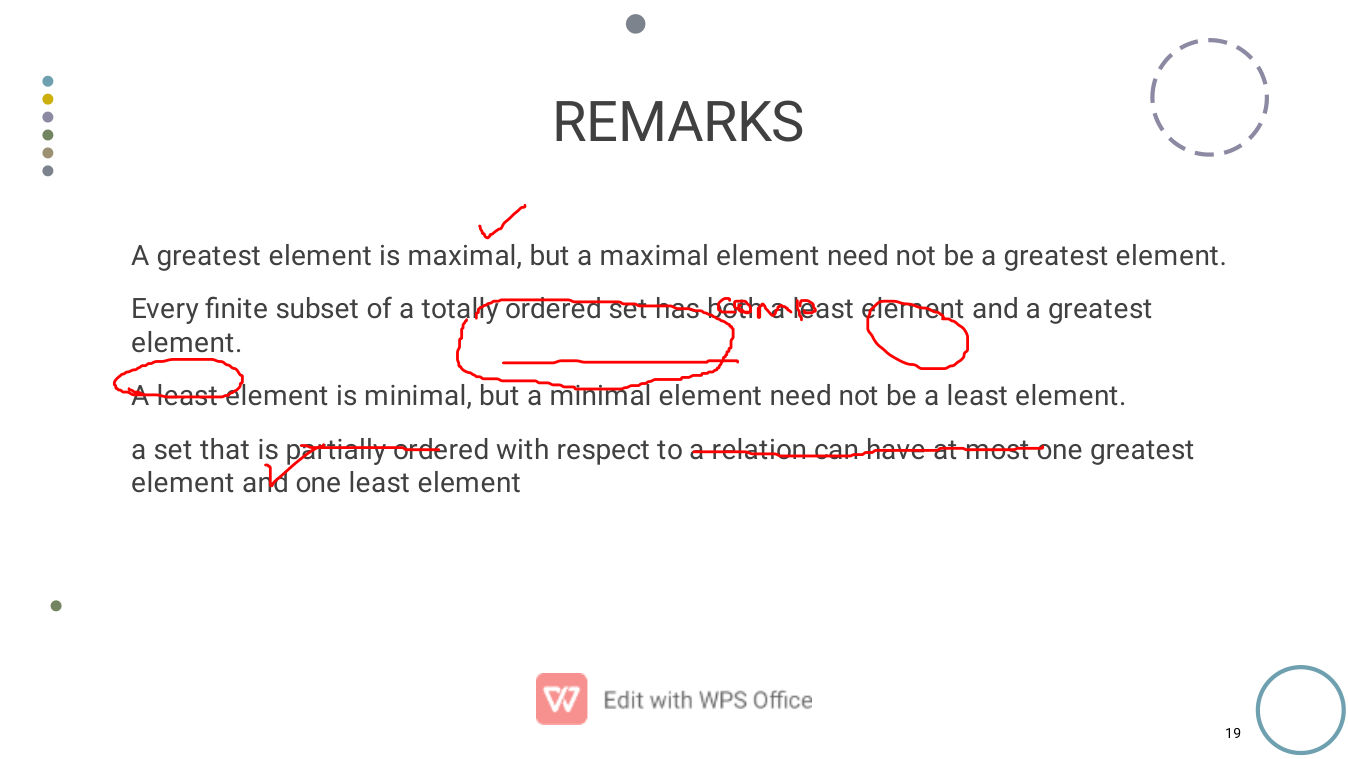 REMARKS
A greatest element is maximal, but a maximal element need not be a greatest element.
Every finite subset of a totally ordered set has both a least element and a greatest
element.
A least element is minimal, but a minimal element need not be a least element.
a set that is partially ordered with respect to a relation can have at most one greatest
element and one least element
Edit with WPS Office
19